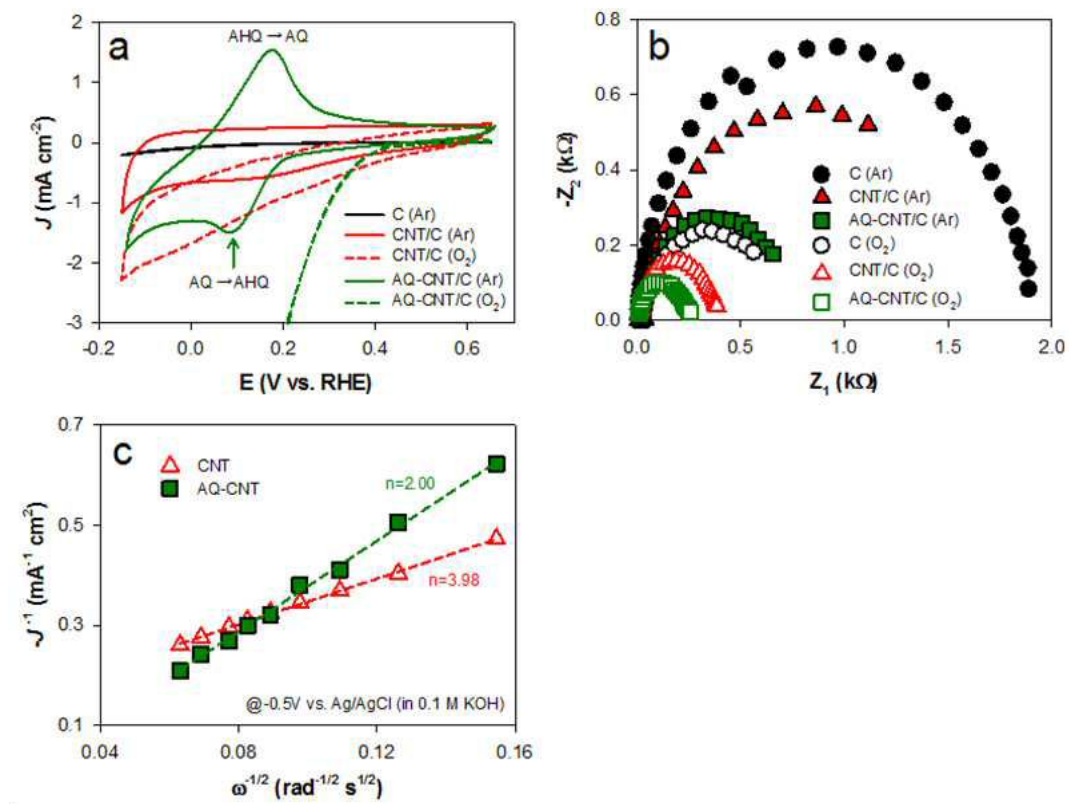 a
AHQ → AQ
2
1
0
-1
-2
-3
J (mA cm-2)
C (Ar)
CNT/C (Ar)
CNT/C (O2)
AQ-CNT/C (Ar)
AQ-CNT/C (O2)
AQ → AHQ
-0.2
0.0
0.2
0.4
0.6
E (V vs. RHE)
b
0.8
0.6
0.4
0.2
0.0
-Z2 (kΩ)
C (Ar)
CNT/C (Ar)
AQ-CNT/C (Ar)
C (O2)
CNT/C (O2)
AQ-CNT/C (O2)
0.0
0.5
1.0
1.5
2.0
Z1 (kΩ)
c
0.7
0.5
0.3
0.1
-J-1 (mA-1 cm2)
CNT
AQ-CNT
n=2.00
n=3.98
@-0.5V vs. Ag/AgCl (in 0.1 M KOH)
0.04
0.08
0.12
0.16
ω-1/2 (rad-1/2 s1/2)